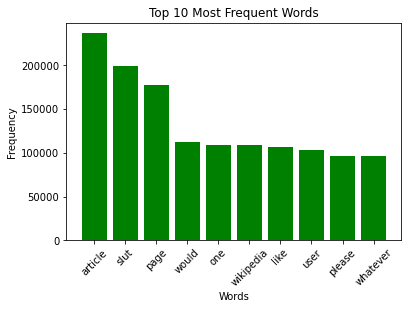 Top 10 Most Frequent Words
Frequency
200000
150000
100000
50000
0
article slut page would one wikipedia like user please whatever
Words